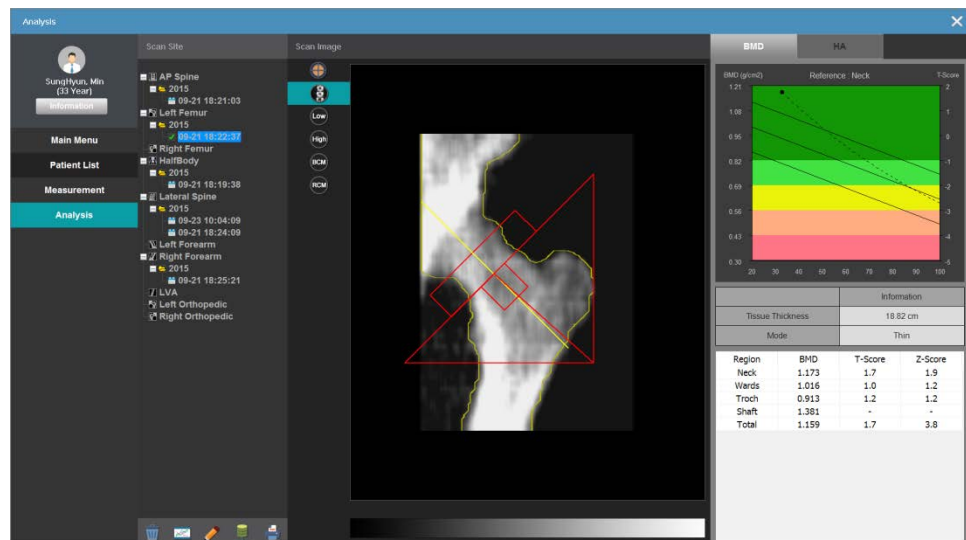 Analysis
SungHyun, Min
(33 Year)
Information
Main Menu
Patient List
Measurement
Analysis
Scan Site
AP Spine
2015
09-21 18:21:03
Left Femur
2015
09-21 18:22:37
Right Femur
HalfBody
2015
09-21 18:19:38
Lateral Spine
2015
09-23 10:04:09
09-21 18:24:09
Left Forearm
Right Forearm
2015
09-21 18:25:21
LVA
Left Orthopedic
Right Orthopedic
Scan Image
Low
High
BCM
RCM
BMD HA
BMD (g/cm2) Reference : Neck T-Score
1.21 2
1.08 1
0.95 0
0.82 -1
0.69 -2
0.56 -3
0.43 -4
0.30 -5
20 30 40 50 60 70 80 90 100
Information
Tissue Thickness 18.82 cm
Mode Thin
Region BMD T-Score Z-Score
Neck 1.173 1.7 1.9
Wards 1.016 1.0 1.2
Troch 0.913 1.2 1.2
Shaft 1.381 - -
Total 1.159 1.7 3.8